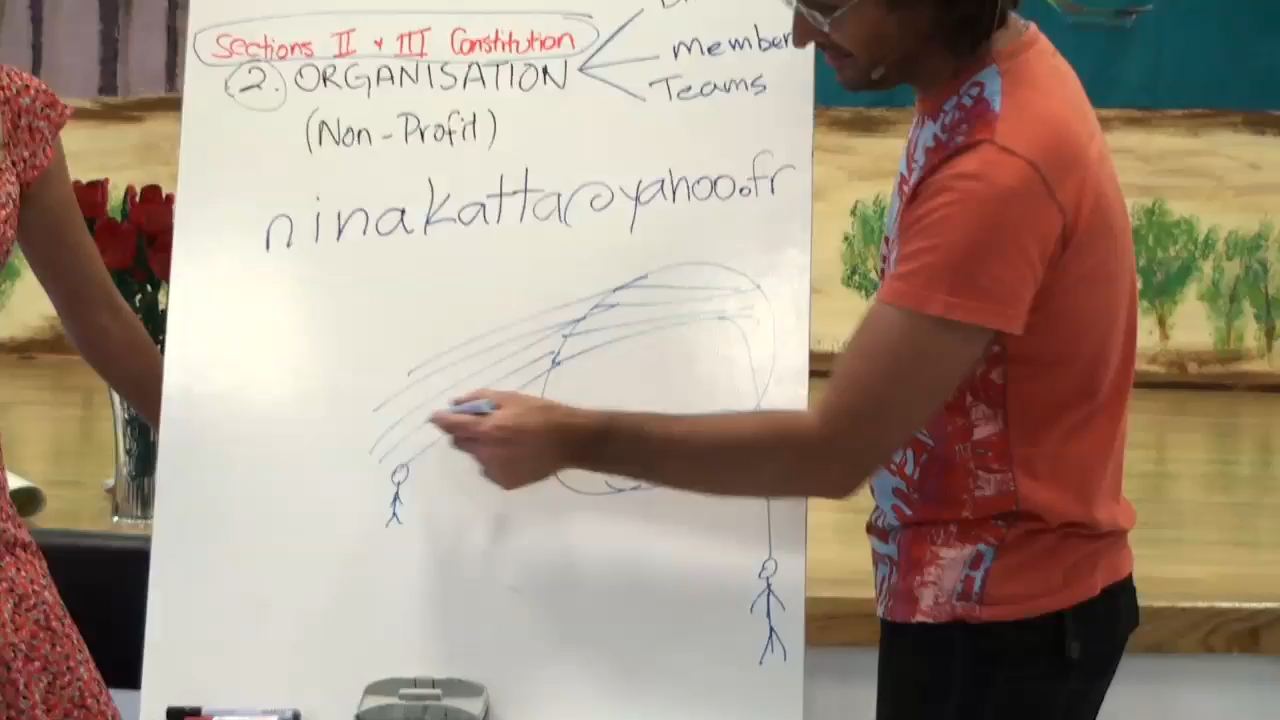 Sections II & III Constitution
2. ORGANISATION
Member
Teams
(Non-Profit)
ninakatta@yahoo.fr